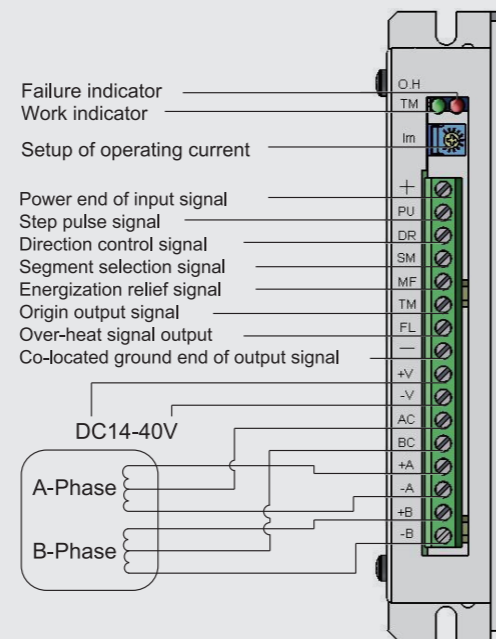 O.H
Failure indicator
TM
Work indicator
Im
Setup of operating current
+
Power end of input signal
PU
Step pulse signal
DR
Direction control signal
SM
Segment selection signal
MF
Energization relief signal
TM
Origin output signal
FL
Over-heat signal output
—
Co-located ground end of output signal
+V
-V
DC14-40V
AC
BC
+A
A-Phase
-A
+B
B-Phase
-B